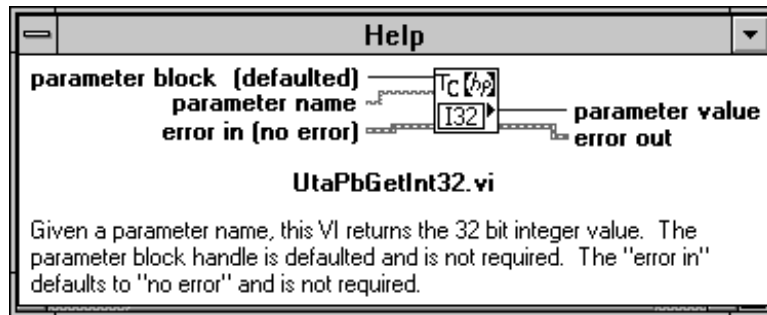 Help
parameter block (defaulted)
parameter name
error in (no error)
TC hp
I32
parameter value
error out
UtaPbGetInt32.vi
Given a parameter name, this VI returns the 32 bit integer value. The
parameter block handle is defaulted and is not required. The "error in"
defaults to "no error" and is not required.